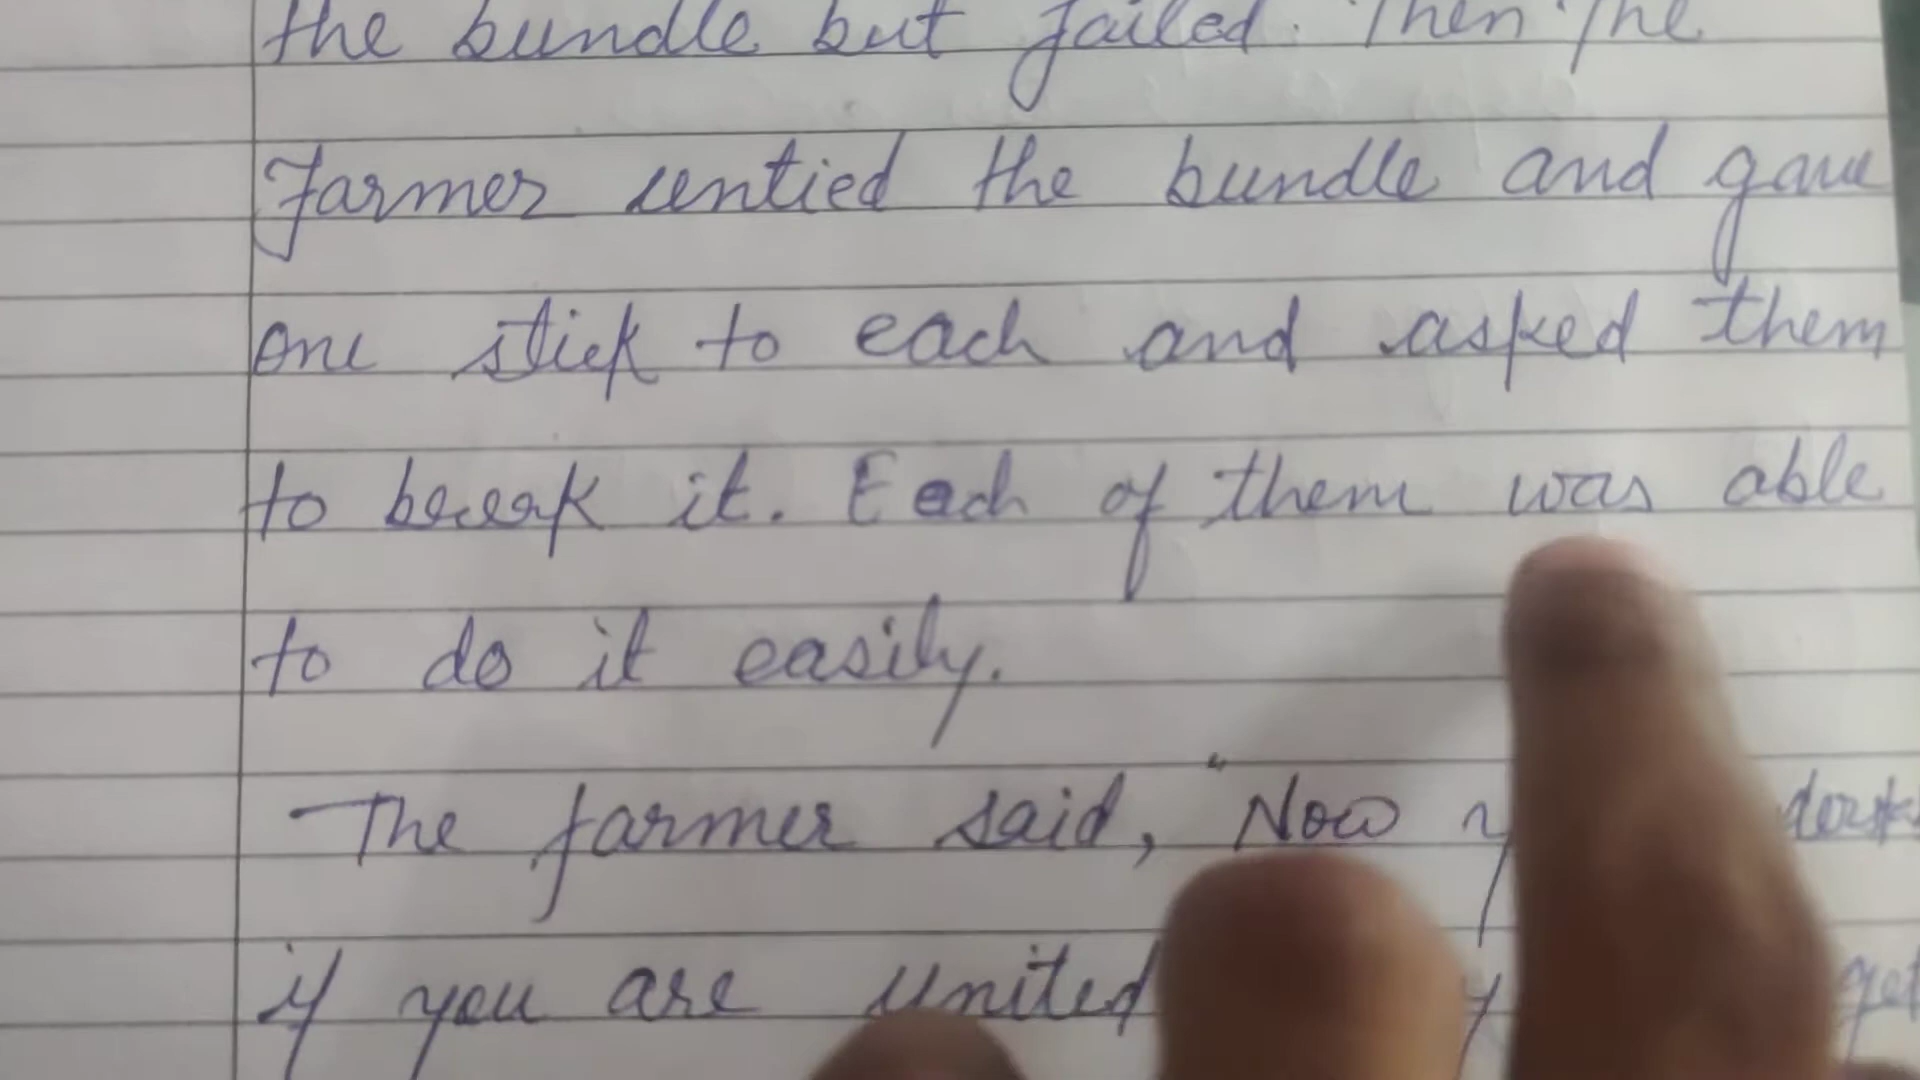 the bundle but failed. Then The
Farmer untied the bundle and gave
one stick to each and asked them
to break it. Each of them was able
to do it easily.
The farmer said, "Now
if you are united